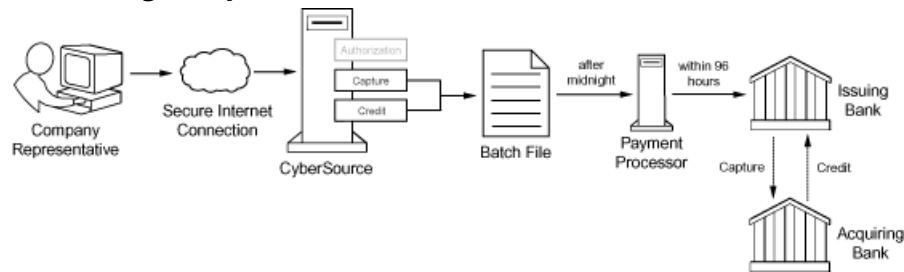 Authorization
Capture
Credit
after
midnight
within 96
hours
Issuing
Bank
Secure Internet
Connection
Company
Representative
CyberSource
Batch File
Payment
Processor
Capture
Credit
Acquiring
Bank